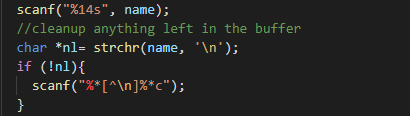 scanf("%14s", name);
//cleanup anything left in the buffer
char *nl= strchr(name, '\n');
if (!nl){
scanf("%*[^\n]%*c");
}